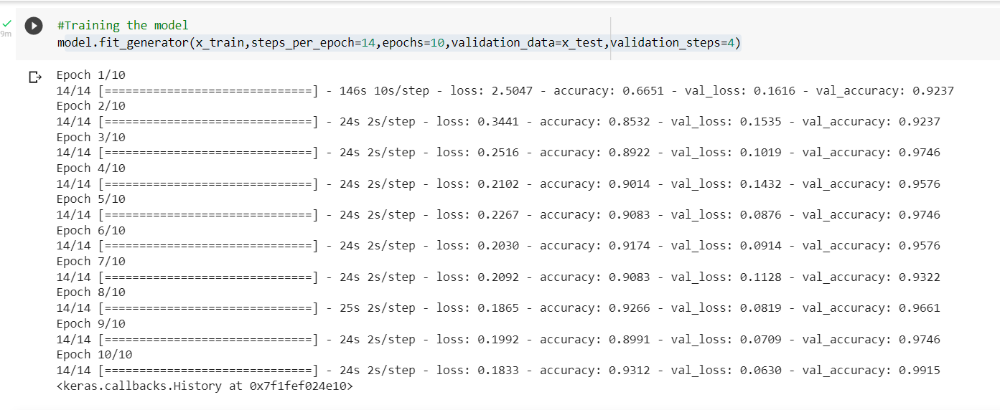 #Training the model
9m
model.fit_generator(x_train,steps_per_epoch=14,epochs=10,validation_data=x_test,validation_steps=4)
Epoch 1/10
14/14 [==============================] - 146s 10s/step - loss: 2.5047 - accuracy: 0.6651 - val_loss: 0.1616 - val_accuracy: 0.9237
Epoch 2/10
14/14 [==============================] - 24s 2s/step - loss: 0.3441 - accuracy: 0.8532 - val_loss: 0.1535 - val_accuracy: 0.9237
Epoch 3/10
14/14 [==============================] - 24s 2s/step - loss: 0.2516 - accuracy: 0.8922 - val_loss: 0.1019 - val_accuracy: 0.9746
Epoch 4/10
14/14 [==============================] - 24s 2s/step - loss: 0.2102 - accuracy: 0.9014 - val_loss: 0.1432 - val_accuracy: 0.9576
Epoch 5/10
14/14 [==============================] - 24s 2s/step - loss: 0.2267 - accuracy: 0.9083 - val_loss: 0.0876 - val_accuracy: 0.9746
Epoch 6/10
14/14 [==============================] - 24s 2s/step - loss: 0.2030 - accuracy: 0.9174 - val_loss: 0.0914 - val_accuracy: 0.9576
Epoch 7/10
14/14 [==============================] - 24s 2s/step - loss: 0.2092 - accuracy: 0.9083 - val_loss: 0.1128 - val_accuracy: 0.9322
Epoch 8/10
14/14 [==============================] - 25s 2s/step - loss: 0.1865 - accuracy: 0.9266 - val_loss: 0.0819 - val_accuracy: 0.9661
Epoch 9/10
14/14 [==============================] - 24s 2s/step - loss: 0.1992 - accuracy: 0.8991 - val_loss: 0.0709 - val_accuracy: 0.9746
Epoch 10/10
14/14 [==============================] - 24s 2s/step - loss: 0.1833 - accuracy: 0.9312 - val_loss: 0.0630 - val_accuracy: 0.9915
<keras.callbacks.History at 0x7f1fef024e10>